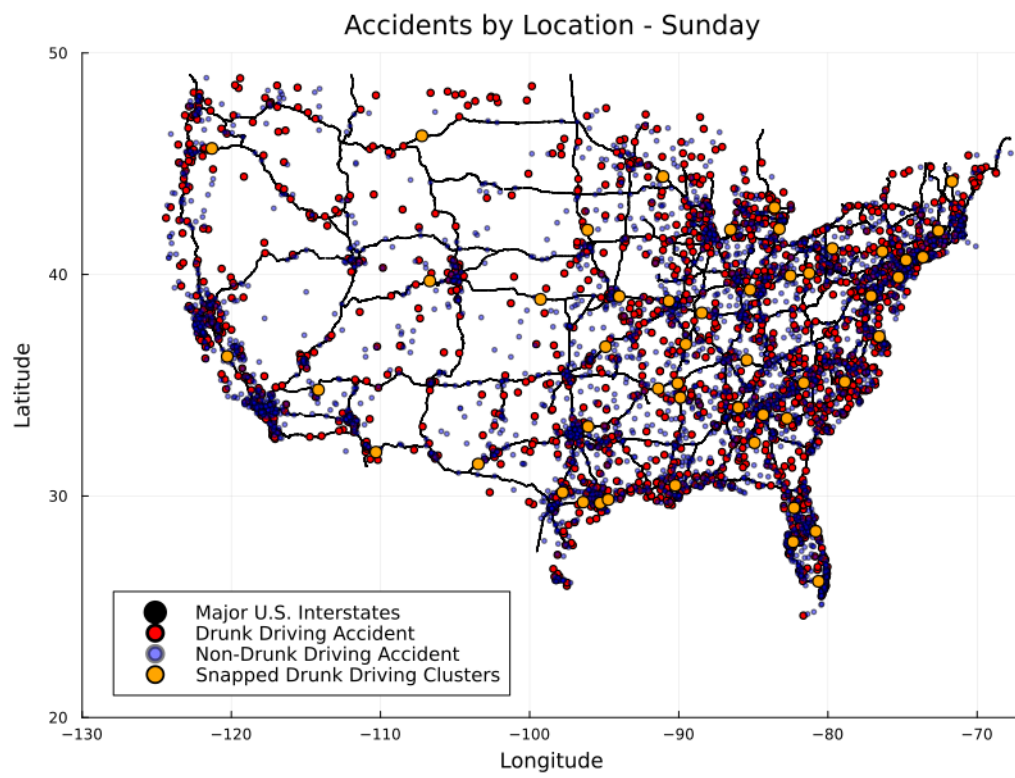 Accidents by Location - Sunday
50
40
30
20
Latitude
Major U.S. Interstates
Drunk Driving Accident
Non-Drunk Driving Accident
Snapped Drunk Driving Clusters
−130 −120 −110 −100 −90 −80 −70
Longitude